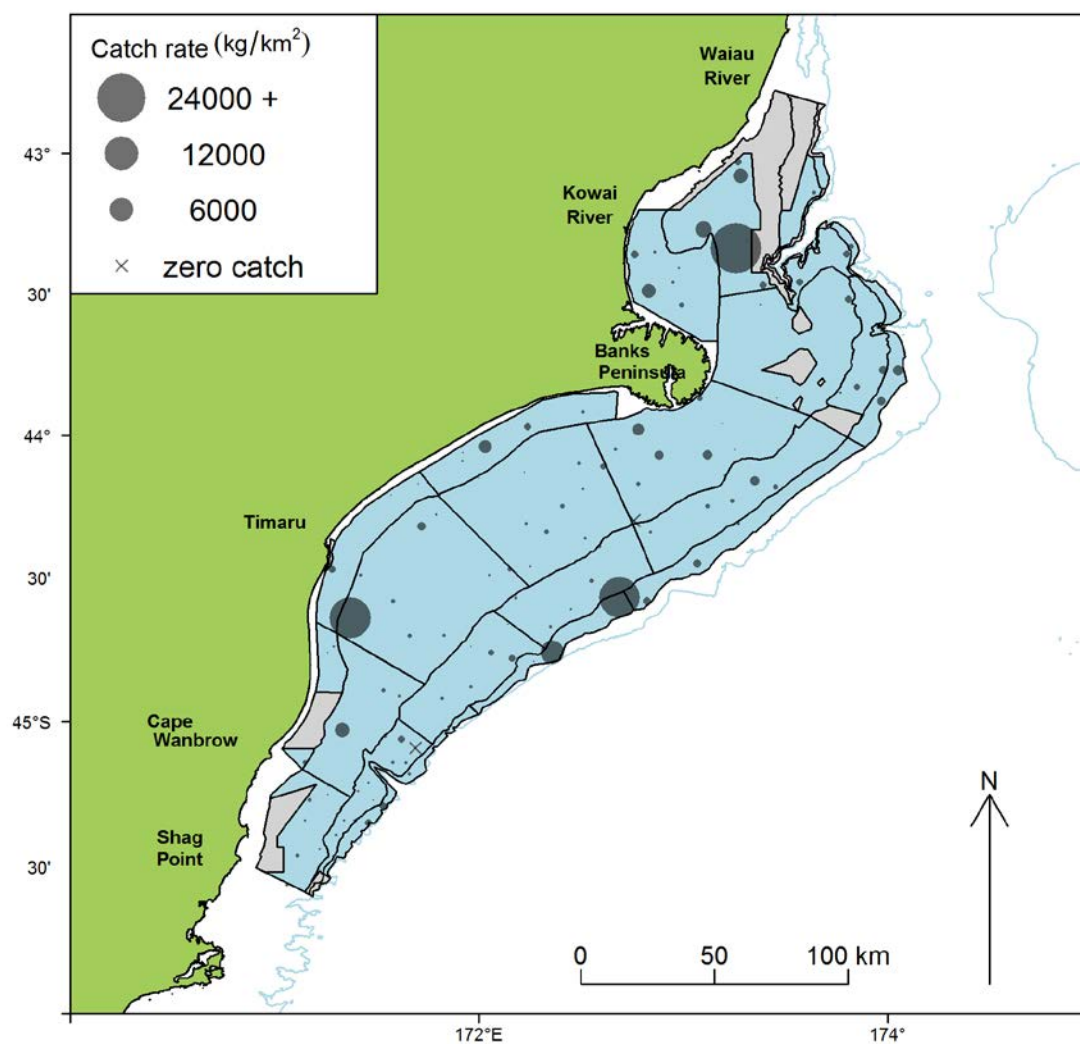 Catch rate (kg/km²)
24000 +
12000
6000
× zero catch
Waiau
River
43°
Kowai
River
30'
Banks
Peninsula
44°
Timaru
30'
45°S
Cape
Wanbrow
N
Shag
Point
30'
0 50 100 km
172°E 174°